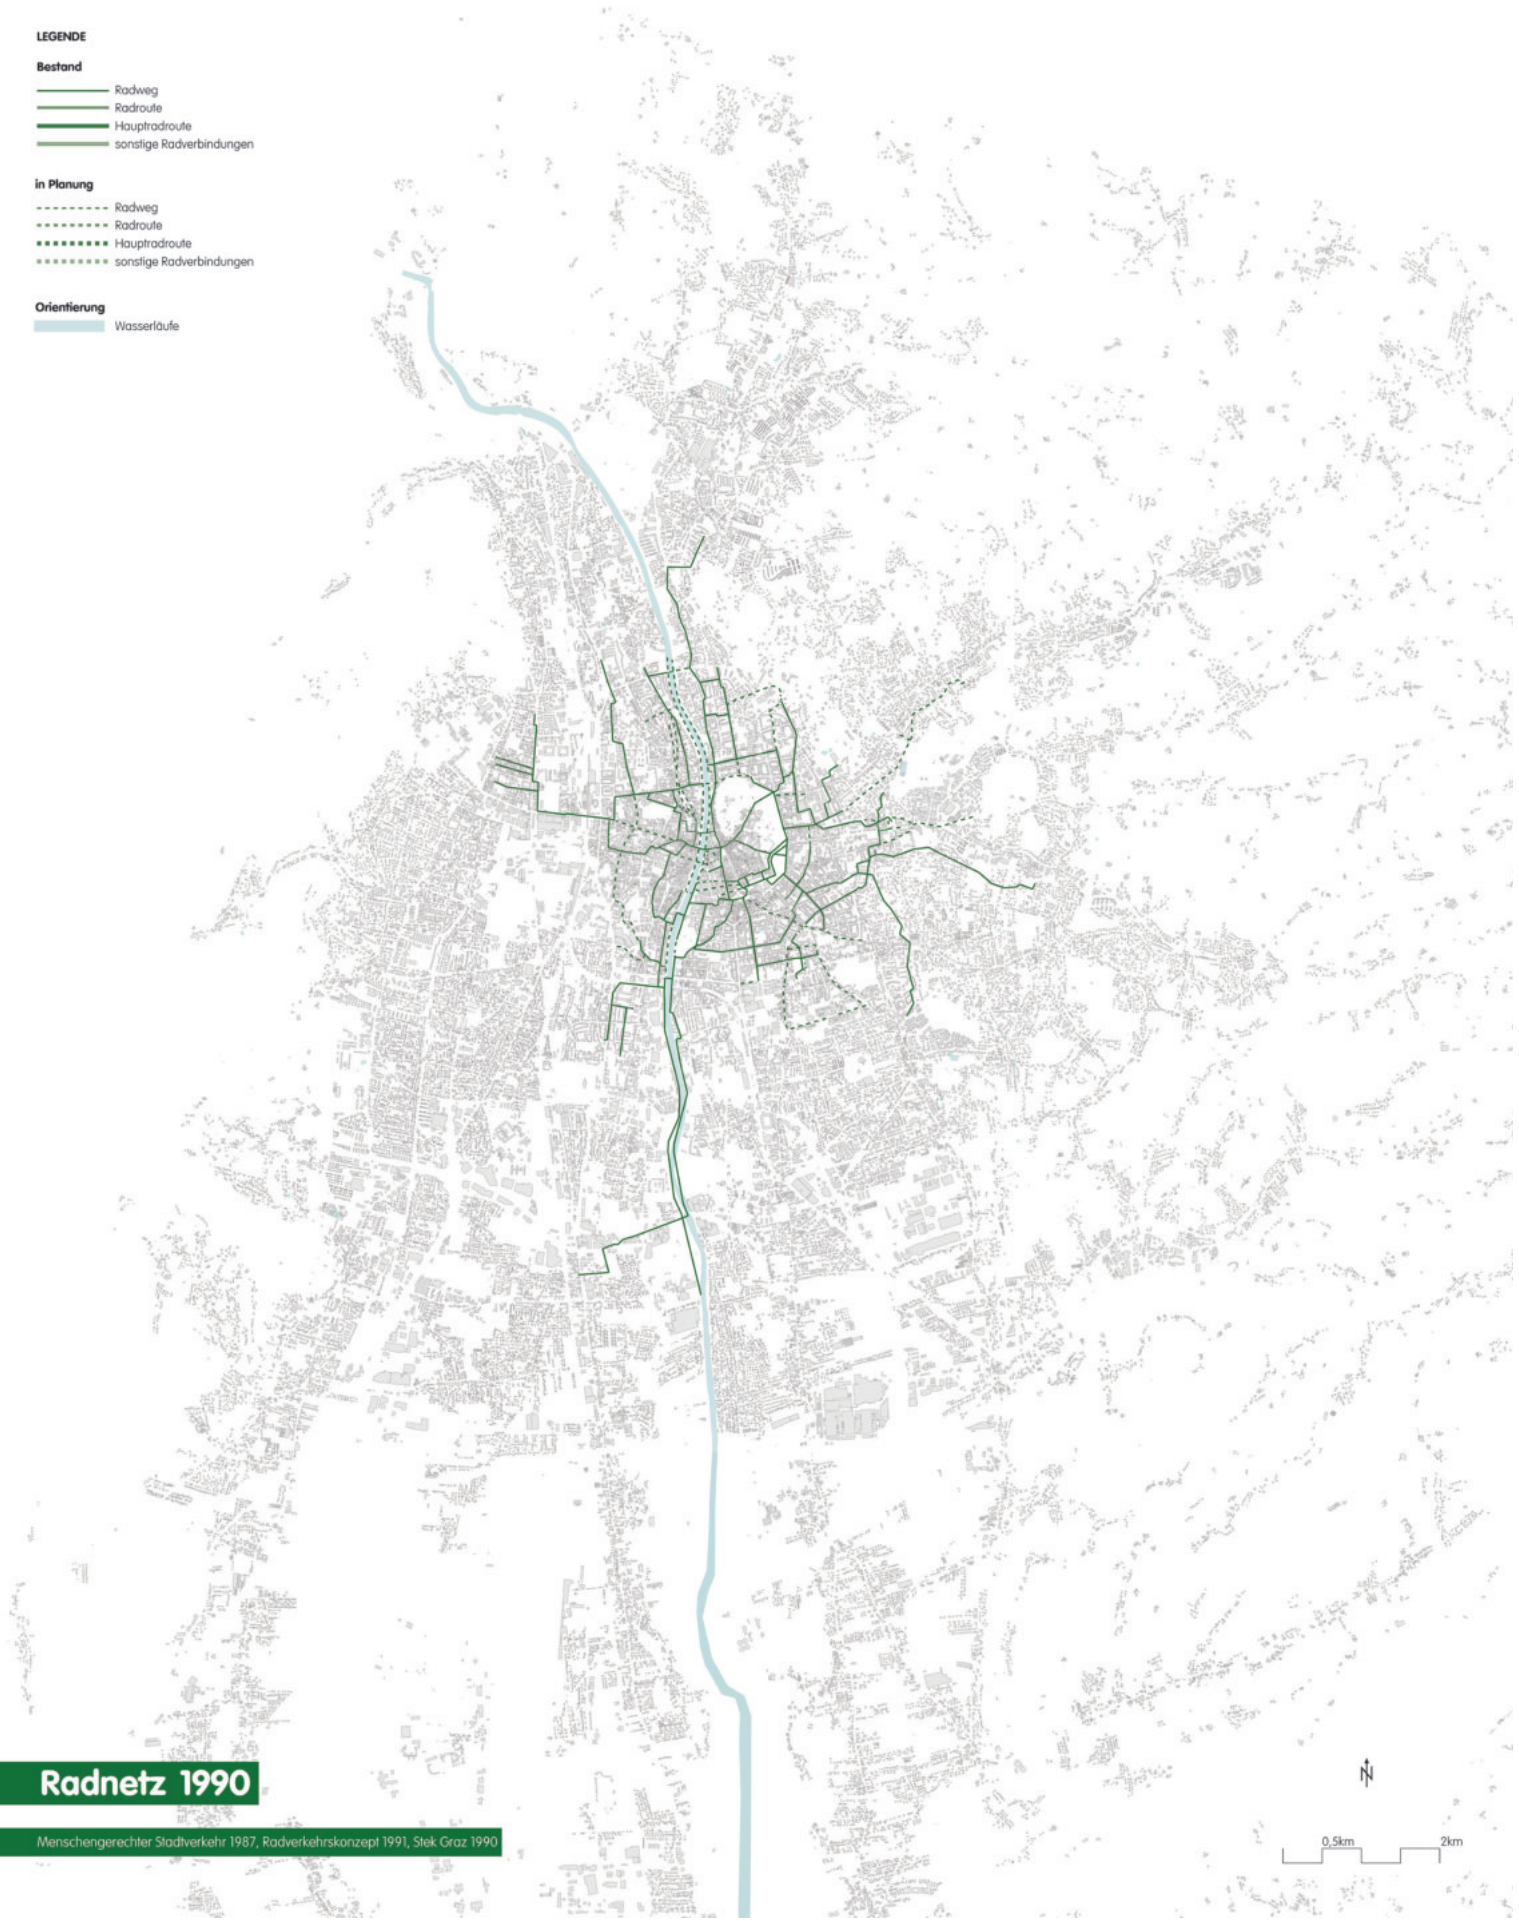 LEGENDE
Bestand
Radweg
Radroute
Hauptradroute
sonstige Radverbindungen
in Planung
Radweg
Radroute
Hauptradroute
sonstige Radverbindungen
Orientierung
Wasserläufe
Radnetz 1990
Menschengerechter Stadtverkehr 1987, Radverkehrskonzept 1991, Stek Graz 1990
N
0,5km 2km